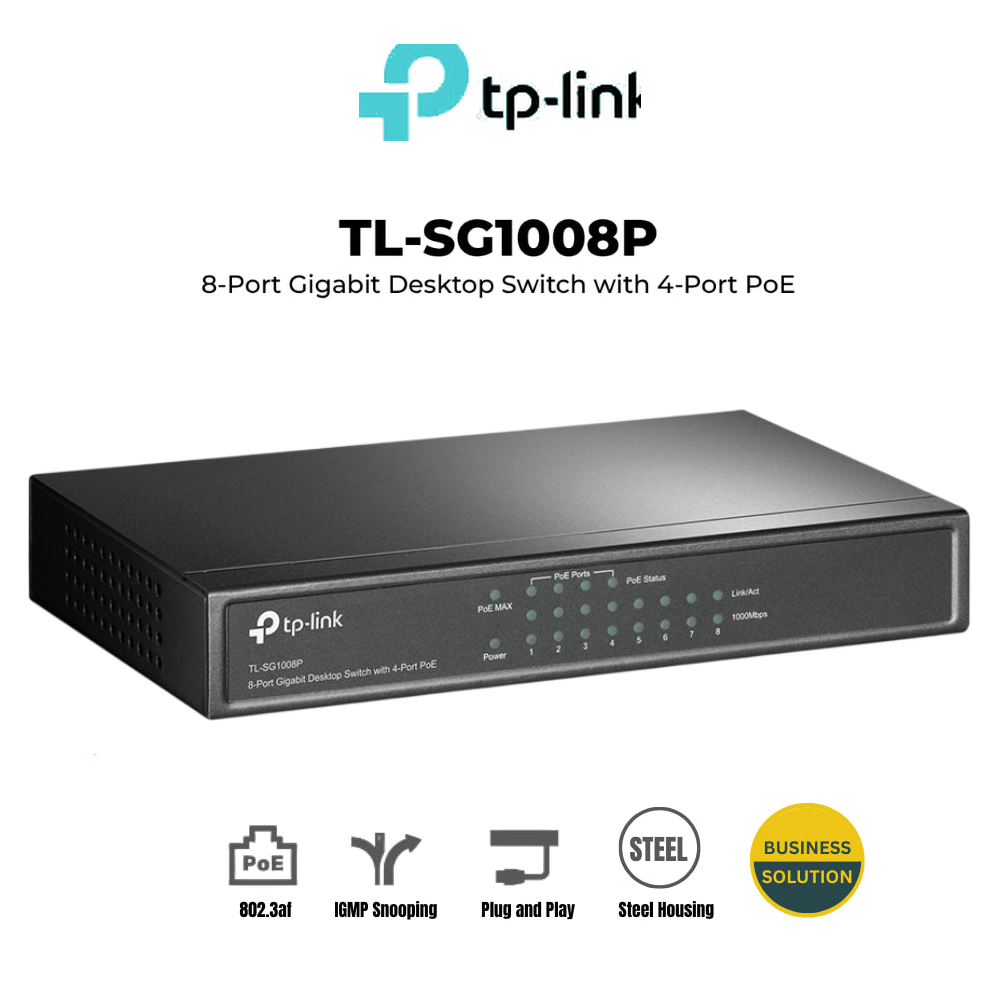 tp-link
TL-SG1008P
8-Port Gigabit Desktop Switch with 4-Port PoE
PoE Ports
PoE Status
PoE MAX
Link/Act
1000Mbps
Power
1 2 3 4 5 6 7 8
tp-link
TL-SG1008P
8-Port Gigabit Desktop Switch with 4-Port PoE
PoE
802.3af
IGMP Snooping
Plug and Play
STEEL
Steel Housing
BUSINESS
SOLUTION